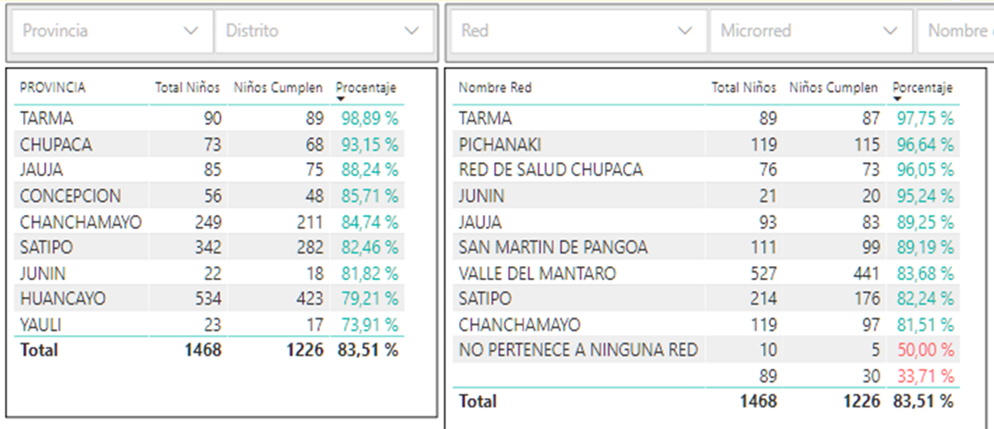 Provincia
Distrito
PROVINCIA Total Niños Niños Cumplen Procentaje
TARMA 90 89 98,89 %
CHUPACA 73 68 93,15 %
JAUJA 85 75 88,24 %
CONCEPCION 56 48 85,71 %
CHANCHAMAYO 249 211 84,74 %
SATIPO 342 282 82,46 %
JUNIN 22 18 81,82 %
HUANCAYO 534 423 79,21 %
YAULI 23 17 73,91 %
Total 1468 1226 83,51 %
Red
Microrred
Nombre
Nombre Red Total Niños Niños Cumplen Porcentaje
TARMA 89 87 97,75 %
PICHANAKI 119 115 96,64 %
RED DE SALUD CHUPACA 76 73 96,05 %
JUNIN 21 20 95,24 %
JAUJA 93 83 89,25 %
SAN MARTIN DE PANGOA 111 99 89,19 %
VALLE DEL MANTARO 527 441 83,68 %
SATIPO 214 176 82,24 %
CHANCHAMAYO 119 97 81,51 %
NO PERTENECE A NINGUNA RED 10 5 50,00 %
89 30 33,71 %
Total 1468 1226 83,51 %